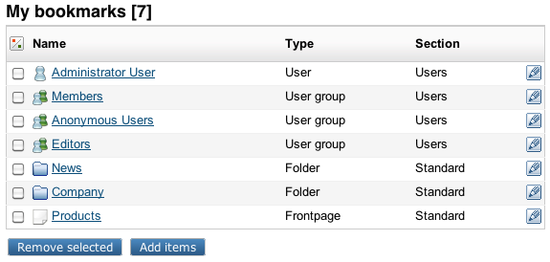 My bookmarks [7]
Name Type Section
Administrator User User Users
Members User group Users
Anonymous Users User group Users
Editors User group Users
News Folder Standard
Company Folder Standard
Products Frontpage Standard
Remove selected Add items